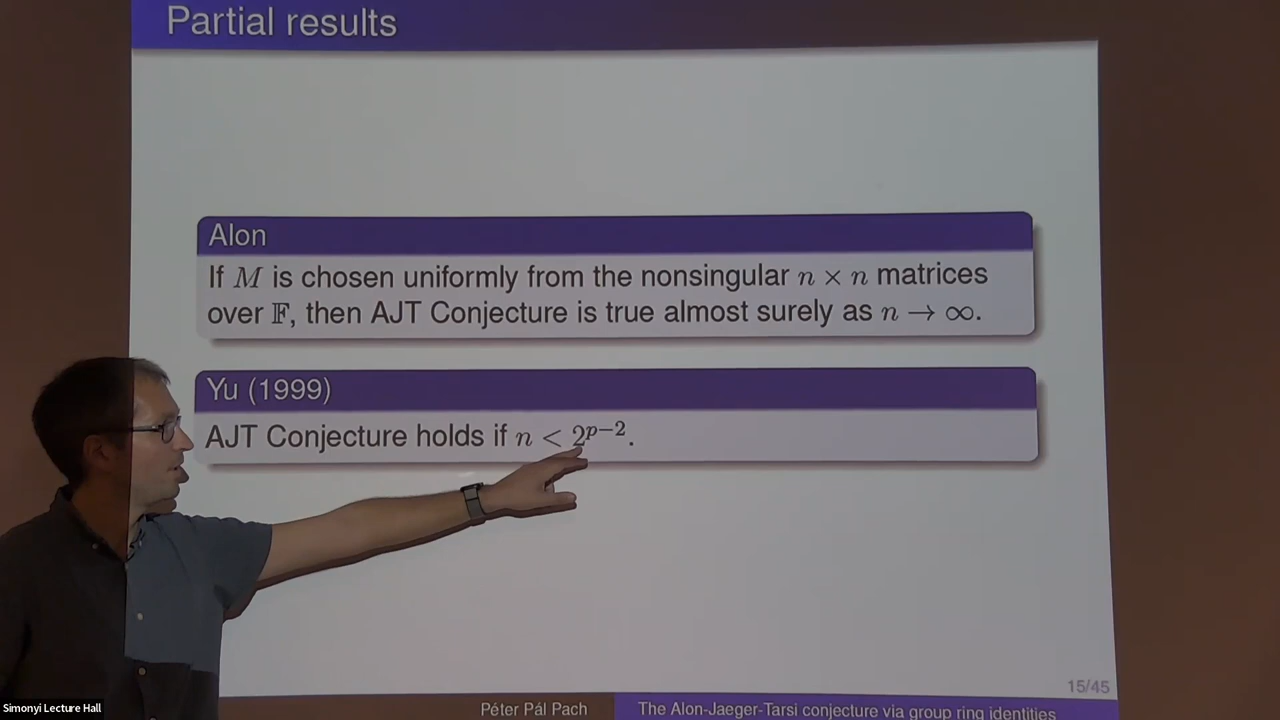 Partial results
Alon
If M is chosen uniformly from the nonsingular n × n matrices
over 𝔽, then AJT Conjecture is true almost surely as n → ∞.
Yu (1999)
AJT Conjecture holds if n < 2^{p−2}.
15/45
Péter Pál Pach
The Alon-Jaeger-Tarsi conjecture via group ring identities
Simonyi Lecture Hall